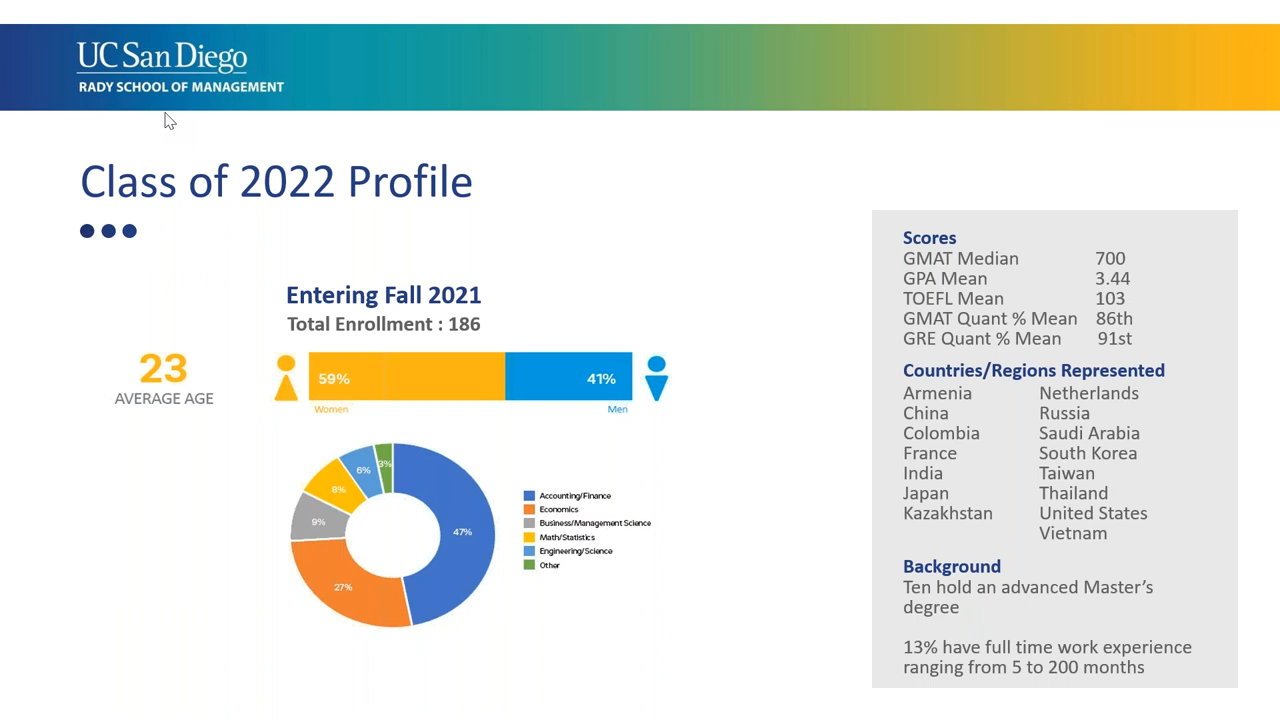 UC San Diego
RADY SCHOOL OF MANAGEMENT
Class of 2022 Profile
Entering Fall 2021
Total Enrollment : 186
23
AVERAGE AGE
59%
41%
Women
Men
3%
6%
8%
9%
47%
27%
Accounting/Finance
Economics
Business/Management Science
Math/Statistics
Engineering/Science
Other
Scores
GMAT Median 700
GPA Mean 3.44
TOEFL Mean 103
GMAT Quant % Mean 86th
GRE Quant % Mean 91st
Countries/Regions Represented
Armenia Netherlands
China Russia
Colombia Saudi Arabia
France South Korea
India Taiwan
Japan Thailand
Kazakhstan United States
Vietnam
Background
Ten hold an advanced Master's
degree
13% have full time work experience
ranging from 5 to 200 months